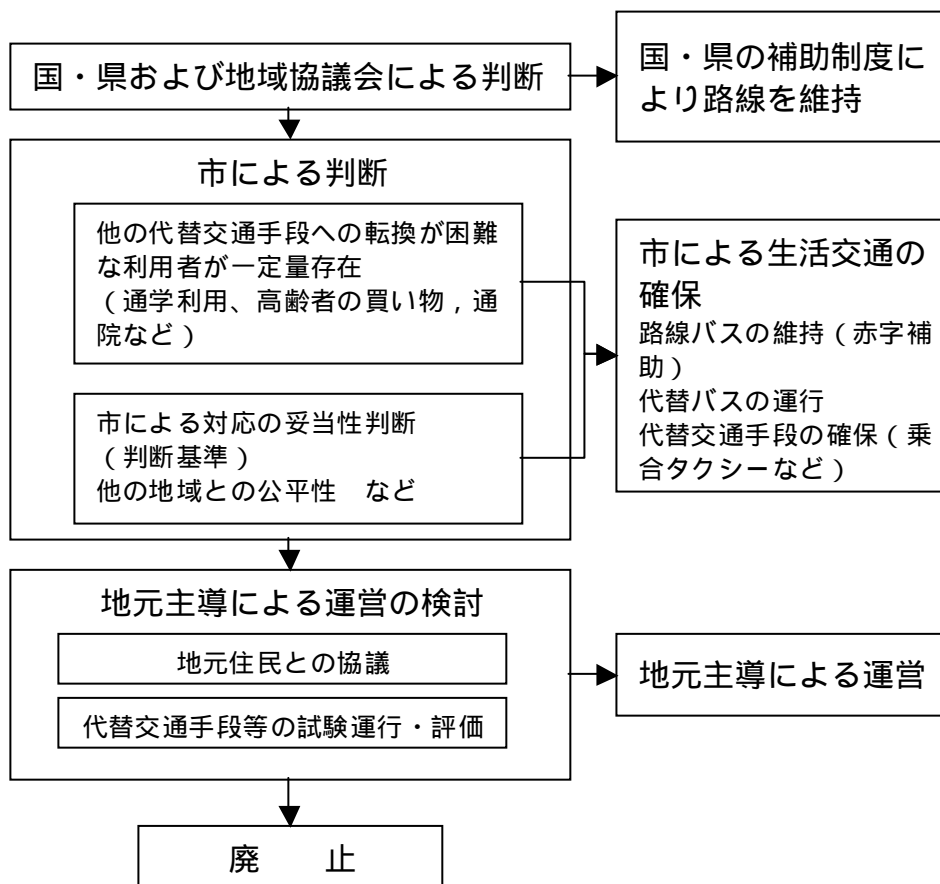 国・県および地域協議会による判断
国・県の補助制度に
より路線を維持
市による判断
他の代替交通手段への転換が困難
な利用者が一定量存在
（通学利用、高齢者の買い物，通
院など）
市による対応の妥当性判断
（判断基準）
他の地域との公平性　など
市による生活交通の
確保
路線バスの維持（赤字補
助）
代替バスの運行
代替交通手段の確保（乗
合タクシーなど）
地元主導による運営の検討
地元住民との協議
代替交通手段等の試験運行・評価
地元主導による運営
廃　　止